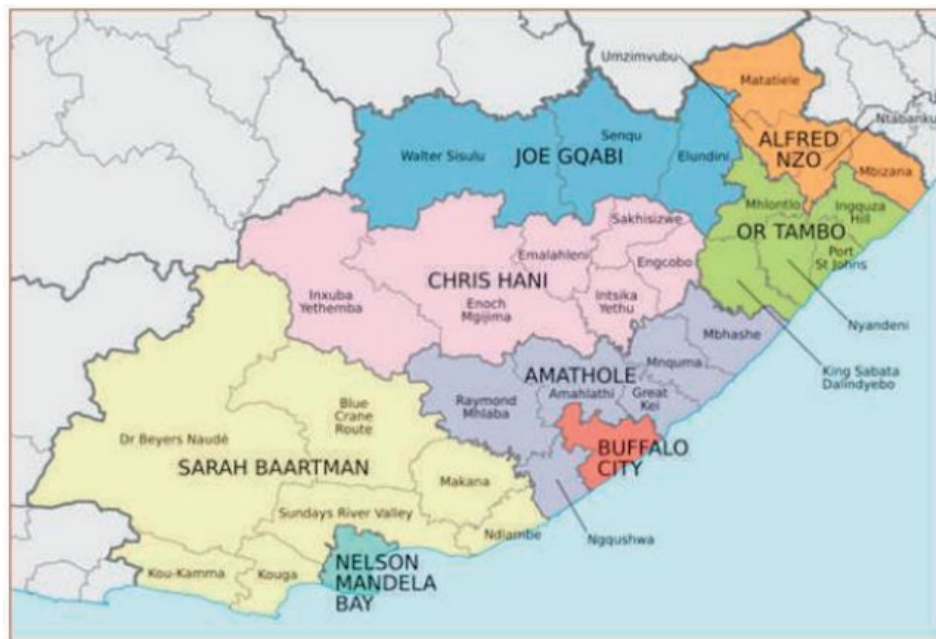 Umzimvubu
Matatiele
Ntabanku
ALFRED
NZO
Mbizana
Senqu
Walter Sisulu
JOE GQABI
Elundini
Mhlontlo
Ingquza
Hill
OR TAMBO
Port
St Johns
Nyandeni
King Sabata
Dalindyebo
Sakhisizwe
Emalahleni
Engcobo
CHRIS HANI
Inxuba
Yethemba
Enoch
Mgijima
Intsika
Yethu
Mbhashe
Mnquma
AMATHOLE
Amahlathi
Great
Kei
Raymond
Mhlaba
BUFFALO
CITY
Ngqushwa
Blue
Crane
Route
Dr Beyers Naudé
SARAH BAARTMAN
Makana
Sundays River Valley
Ndlambe
Kou-Kamma
Kouga
NELSON
MANDELA
BAY